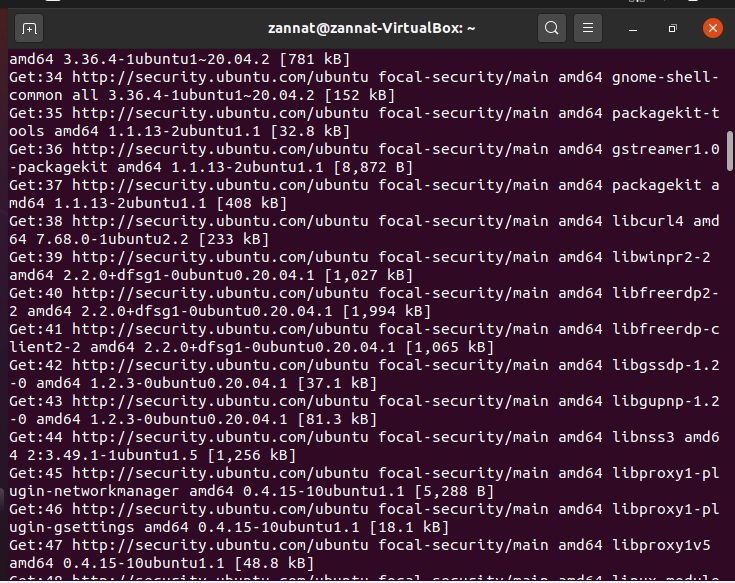 zannat@zannat-VirtualBox: ~
amd64 3.36.4-1ubuntu1~20.04.2 [781 kB]
Get:34 http://security.ubuntu.com/ubuntu focal-security/main amd64 gnome-shell-
common all 3.36.4-1ubuntu1~20.04.2 [152 kB]
Get:35 http://security.ubuntu.com/ubuntu focal-security/main amd64 packagekit-t
ools amd64 1.1.13-2ubuntu1.1 [32.8 kB]
Get:36 http://security.ubuntu.com/ubuntu focal-security/main amd64 gstreamer1.0
-packagekit amd64 1.1.13-2ubuntu1.1 [8,872 B]
Get:37 http://security.ubuntu.com/ubuntu focal-security/main amd64 packagekit a
md64 1.1.13-2ubuntu1.1 [408 kB]
Get:38 http://security.ubuntu.com/ubuntu focal-security/main amd64 libcurl4 amd
64 7.68.0-1ubuntu2.2 [233 kB]
Get:39 http://security.ubuntu.com/ubuntu focal-security/main amd64 libwinpr2-2
amd64 2.2.0+dfsg1-0ubuntu0.20.04.1 [1,027 kB]
Get:40 http://security.ubuntu.com/ubuntu focal-security/main amd64 libfreerdp2-
2 amd64 2.2.0+dfsg1-0ubuntu0.20.04.1 [1,994 kB]
Get:41 http://security.ubuntu.com/ubuntu focal-security/main amd64 libfreerdp-c
lient2-2 amd64 2.2.0+dfsg1-0ubuntu0.20.04.1 [1,065 kB]
Get:42 http://security.ubuntu.com/ubuntu focal-security/main amd64 libgssdp-1.2
-0 amd64 1.2.3-0ubuntu0.20.04.1 [37.1 kB]
Get:43 http://security.ubuntu.com/ubuntu focal-security/main amd64 libgupnp-1.2
-0 amd64 1.2.3-0ubuntu0.20.04.1 [81.3 kB]
Get:44 http://security.ubuntu.com/ubuntu focal-security/main amd64 libnss3 amd6
4 2:3.49.1-1ubuntu1.5 [1,256 kB]
Get:45 http://security.ubuntu.com/ubuntu focal-security/main amd64 libproxy1-pl
ugin-networkmanager amd64 0.4.15-10ubuntu1.1 [5,288 B]
Get:46 http://security.ubuntu.com/ubuntu focal-security/main amd64 libproxy1-pl
ugin-gsettings amd64 0.4.15-10ubuntu1.1 [18.1 kB]
Get:47 http://security.ubuntu.com/ubuntu focal-security/main amd64 libproxy1v5
amd64 0.4.15-10ubuntu1.1 [48.8 kB]
Get:48 http://security.ubuntu.com/ubuntu focal-security/main amd64 linux-module